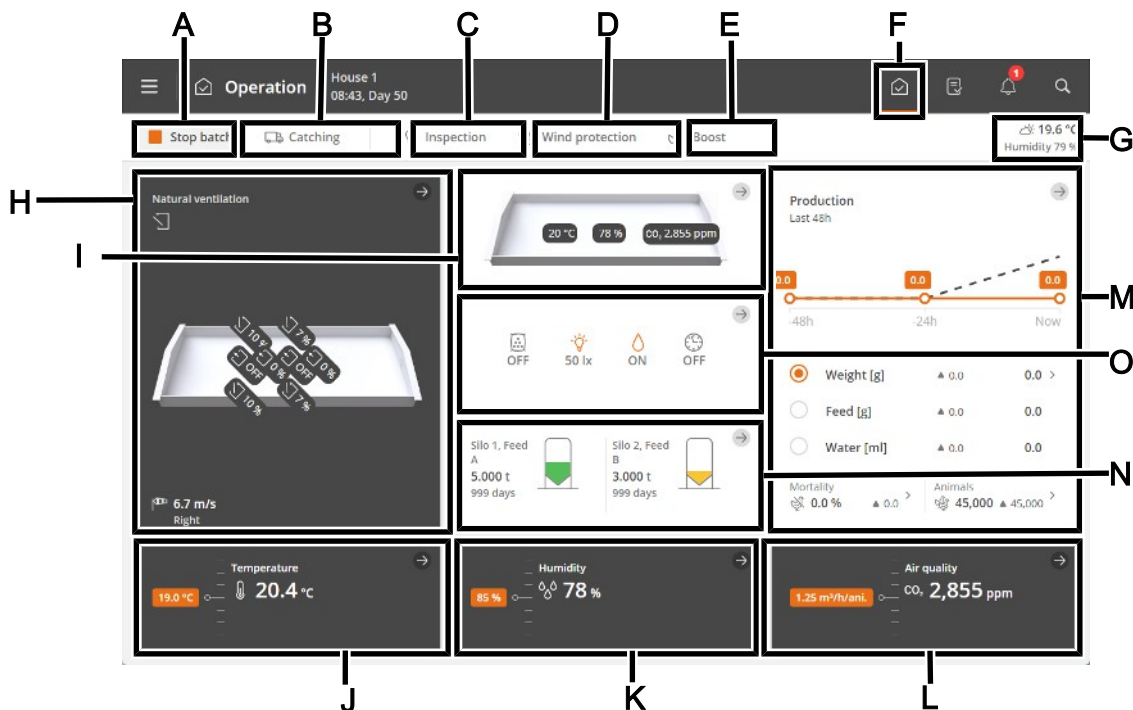 A
B
C
D
E
F
Operation
House 1
08:43, Day 50
1
Stop batch
Catching
Inspection
Wind protection
Boost
19.6 °C
Humidity 79 %
G
H
Natural ventilation
10 %
7 %
OFF
0 %
OFF
0 %
10 %
7 %
6.7 m/s
Right
I
20 °C
78 %
CO₂ 2.855 ppm
OFF
50 lx
ON
OFF
O
Silo 1, Feed
A
5.000 t
999 days
Silo 2, Feed
B
3.000 t
999 days
N
Production
Last 48h
0.0
0.0
0.0
-48h
-24h
Now
M
Weight [g] ▲ 0.0 0.0 >
Feed [g] ▲ 0.0 0.0
Water [ml] ▲ 0.0 0.0
Mortality
0.0 % ▲ 0.0 >
Animals
45,000 ▲ 45,000 >
Temperature
19.0 °C
20.4 °C
J
Humidity
85 %
78 %
K
Air quality
1.25 m³/h/ani.
CO₂ 2,855 ppm
L